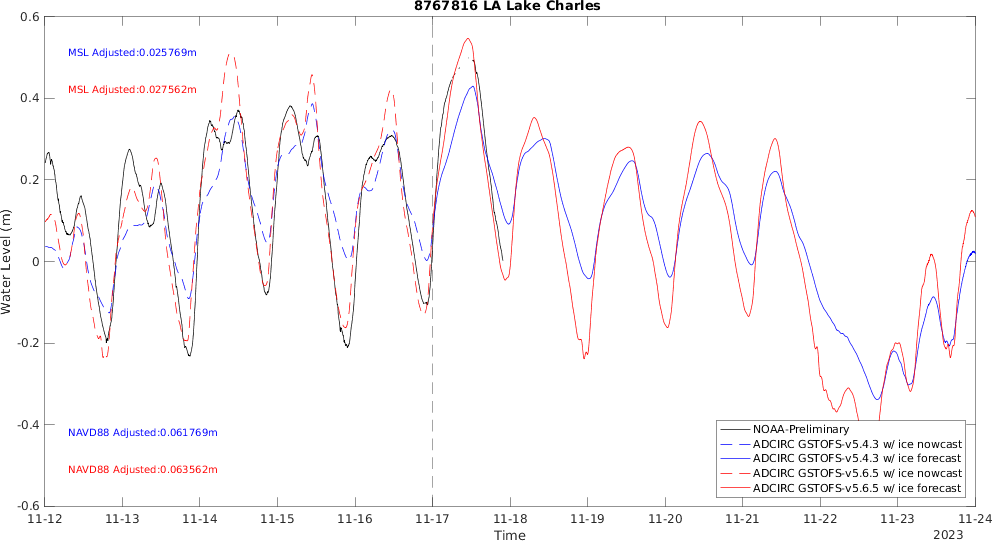 8767816 LA Lake Charles
Water Level (m)
0.6
0.4
0.2
0
-0.2
-0.4
-0.6
MSL Adjusted:0.025769m
MSL Adjusted:0.027562m
NAVD88 Adjusted:0.061769m
NAVD88 Adjusted:0.063562m
NOAA-Preliminary
ADCIRC GSTOFS-v5.4.3 w/ ice nowcast
ADCIRC GSTOFS-v5.4.3 w/ ice forecast
ADCIRC GSTOFS-v5.6.5 w/ ice nowcast
ADCIRC GSTOFS-v5.6.5 w/ ice forecast
11-12 11-13 11-14 11-15 11-16 11-17 11-18 11-19 11-20 11-21 11-22 11-23 11-24
Time
2023